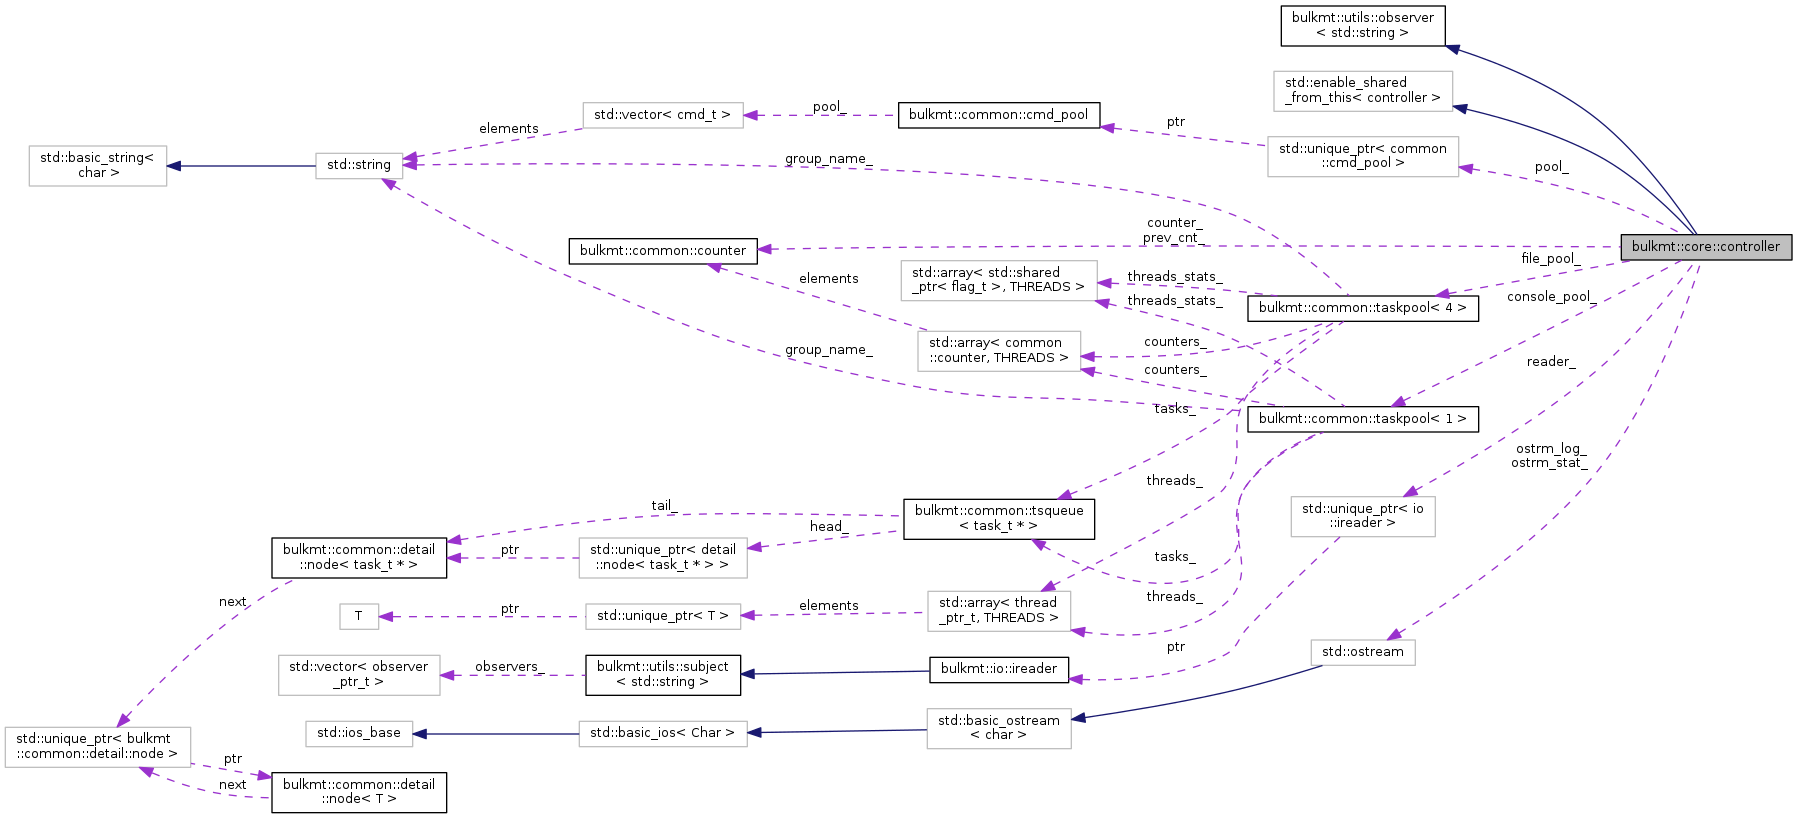 bulkmt::utils::observer
< std::string >
std::enable_shared
_from_this< controller >
std::vector< cmd_t >
pool_
bulkmt::common::cmd_pool
ptr
elements
std::basic_string<
char >
std::string
group_name_
std::unique_ptr< common
::cmd_pool >
pool_
counter_
prev_cnt_
bulkmt::core::controller
bulkmt::common::counter
file_pool_
std::array< std::shared
_ptr< flag_t >, THREADS >
threads_stats_
elements
threads_stats_
console_pool_
bulkmt::common::taskpool< 4 >
group_name_
std::array< common
::counter, THREADS >
counters_
reader_
counters_
tasks_
bulkmt::common::taskpool< 1 >
ostrm_log_
ostrm_stat_
threads_
tail_
bulkmt::common::tsqueue
< task_t * >
head_
std::unique_ptr< io
::ireader >
bulkmt::common::detail
::node< task_t * >
ptr
std::unique_ptr< detail
::node< task_t * > >
tasks_
next
T
ptr
std::unique_ptr< T >
elements
std::array< thread
_ptr_t, THREADS >
threads_
ptr
std::ostream
std::vector< observer
_ptr_t >
observers_
bulkmt::utils::subject
< std::string >
bulkmt::io::ireader
std::unique_ptr< bulkmt
::common::detail::node >
std::ios_base
std::basic_ios< Char >
std::basic_ostream
< char >
ptr
next
bulkmt::common::detail
::node< T >